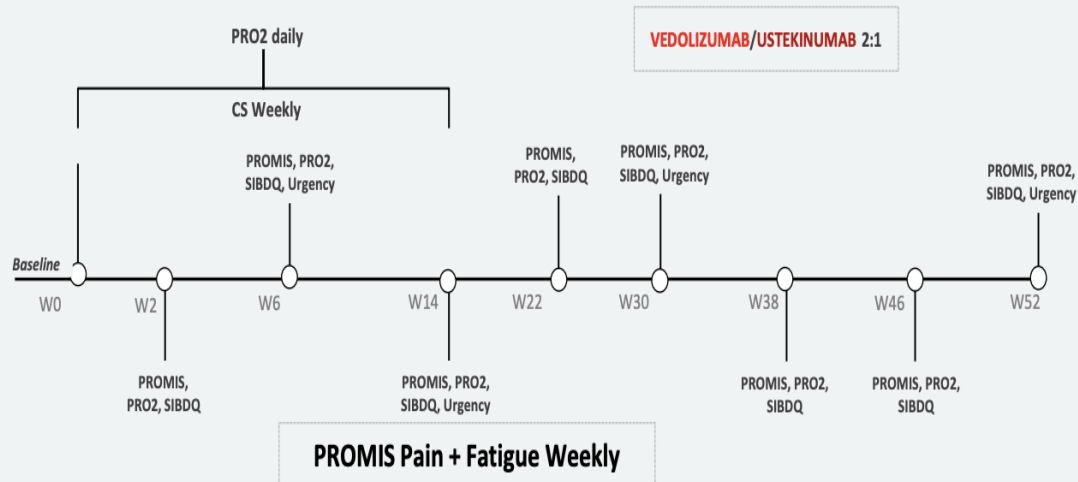 PRO2 daily
VEDOLIZUMAB/USTEKINUMAB 2:1
CS Weekly
PROMIS, PRO2,
SIBDQ, Urgency
PROMIS,
PRO2, SIBDQ
PROMIS, PRO2,
SIBDQ, Urgency
PROMIS, PRO2,
SIBDQ, Urgency
Baseline
W0
W2
W6
W14
W22
W30
W38
W46
W52
PROMIS,
PRO2, SIBDQ
PROMIS, PRO2,
SIBDQ, Urgency
PROMIS, PRO2,
SIBDQ
PROMIS, PRO2,
SIBDQ
PROMIS Pain + Fatigue Weekly